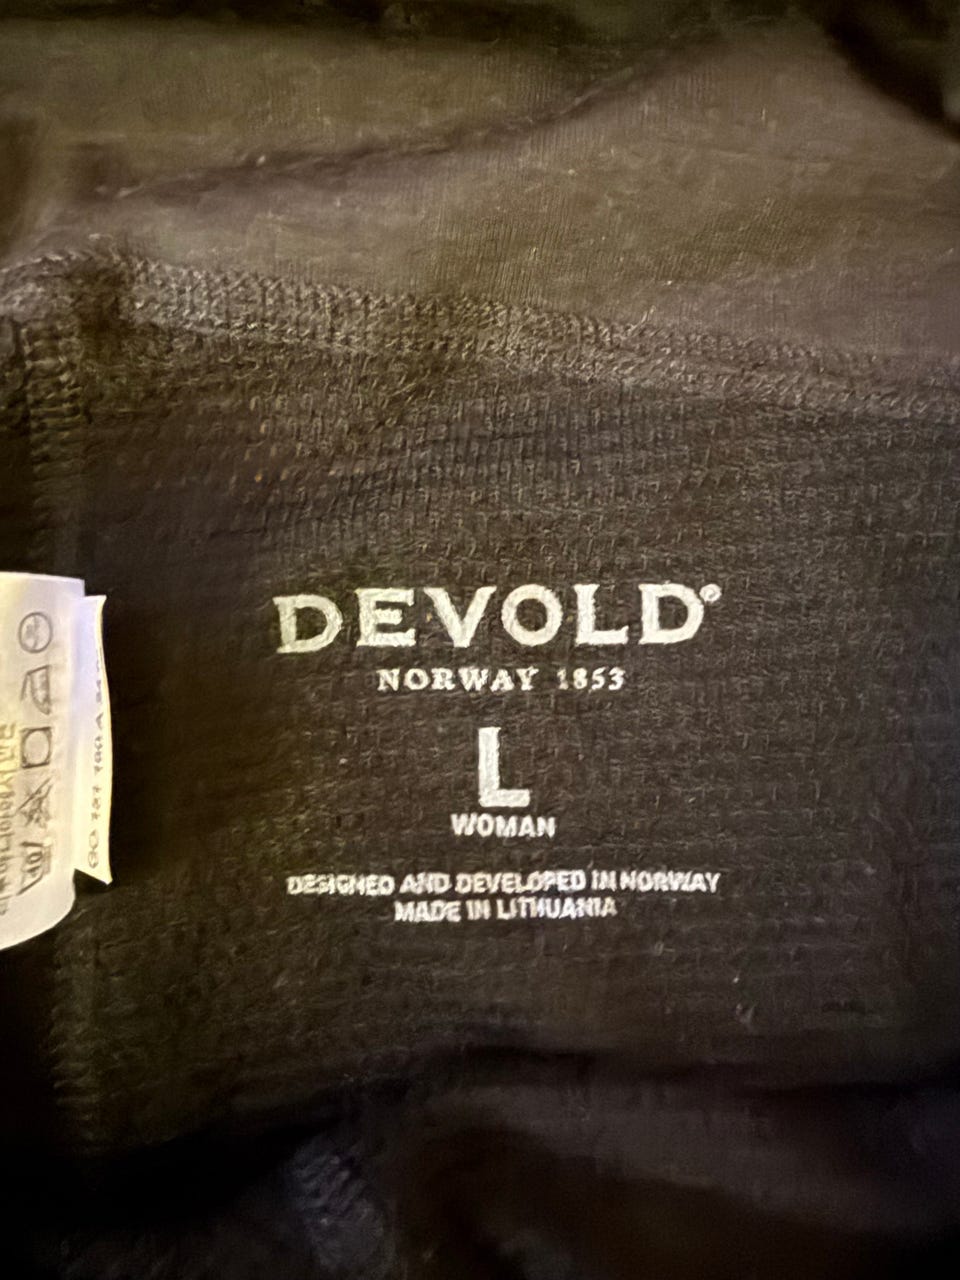 DEVOLD®
NORWAY 1853
L
WOMAN
DESIGNED AND DEVELOPED IN NORWAY
MADE IN LITHUANIA